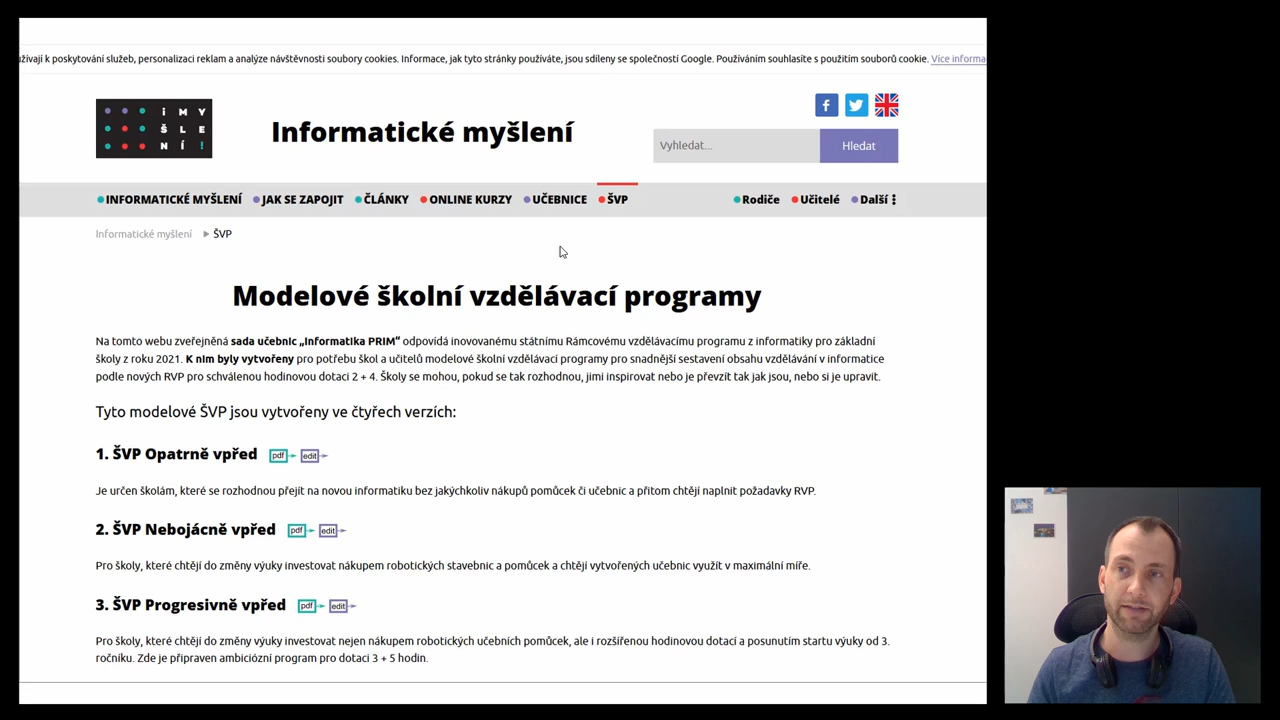 žívají k poskytování služeb, personalizaci reklam a analýze návštěvnosti soubory cookies. Informace, jak tyto stránky používáte, jsou sdíleny se společností Google. Používáním souhlasíte s použitím souborů cookie. Více informa
iMY
ŠLE
NÍ!
Informatické myšlení
f
Vyhledat...
Hledat
INFORMATICKÉ MYŠLENÍ
JAK SE ZAPOJIT
ČLÁNKY
ONLINE KURZY
UČEBNICE
ŠVP
Rodiče
Učitelé
Další
Informatické myšlení
ŠVP
Modelové školní vzdělávací programy
Na tomto webu zveřejněná sada učebnic „Informatika PRIM“ odpovídá inovovanému státnímu Rámcovému vzdělávacímu programu z informatiky pro základní
školy z roku 2021. K nim byly vytvořeny pro potřebu škol a učitelů modelové školní vzdělávací programy pro snadnější sestavení obsahu vzdělávání v informatice
podle nových RVP pro schválenou hodinovou dotaci 2 + 4. Školy se mohou, pokud se tak rozhodnou, jimi inspirovat nebo je převzít tak jak jsou, nebo si je upravit.
Tyto modelové ŠVP jsou vytvořeny ve čtyřech verzích:
1. ŠVP Opatrně vpřed pdf edit
Je určen školám, které se rozhodnou přejít na novou informatiku bez jakýchkoliv nákupů pomůcek či učebnic a přitom chtějí naplnit požadavky RVP.
2. ŠVP Nebojácně vpřed pdf edit
Pro školy, které chtějí do změny výuky investovat nákupem robotických stavebnic a pomůcek a chtějí vytvořených učebnic využít v maximální míře.
3. ŠVP Progresivně vpřed pdf edit
Pro školy, které chtějí do změny výuky investovat nejen nákupem robotických učebních pomůcek, ale i rozšířenou hodinovou dotací a posunutím startu výuky od 3.
ročníku. Zde je připraven ambiciózní program pro dotaci 3 + 5 hodin.